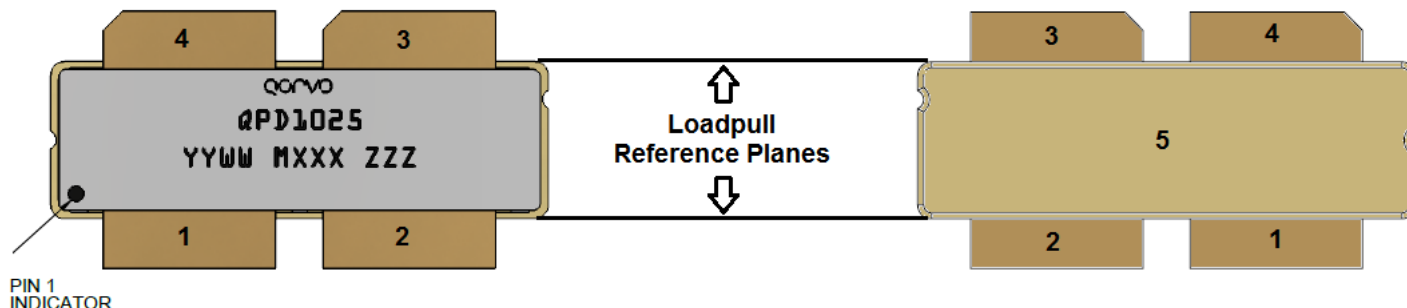 4 3
QORVO
QPD1025
YYWW MXXX ZZZ
1 2
PIN 1
INDICATOR
Loadpull
Reference Planes
3 4
5
2 1